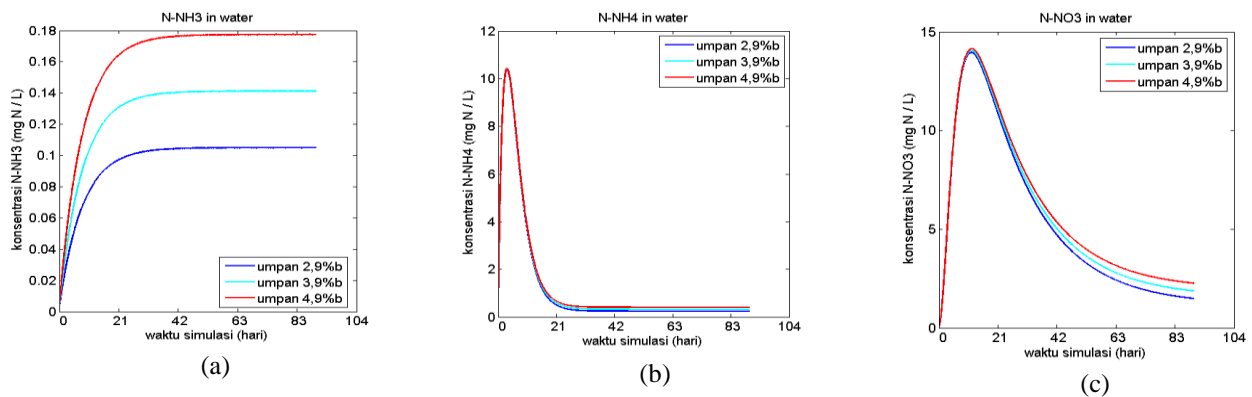 N-NH3 in water
0.18
0.16
0.14
0.12
0.1
0.08
0.06
0.04
0.02
0
konsentrasi N-NH3 (mg N / L)
umpan 2,9%b
umpan 3,9%b
umpan 4,9%b
0 21 42 63 83 104
waktu simulasi (hari)
(a)
N-NH4 in water
12
10
8
6
4
2
0
konsentrasi N-NH4 (mg N / L)
umpan 2,9%b
umpan 3,9%b
umpan 4,9%b
0 21 42 63 83 104
waktu simulasi (hari)
(b)
N-NO3 in water
15
10
5
0
konsentrasi N-NO3 (mg N / L)
umpan 2,9%b
umpan 3,9%b
umpan 4,9%b
0 21 42 63 83 104
waktu simulasi (hari)
(c)